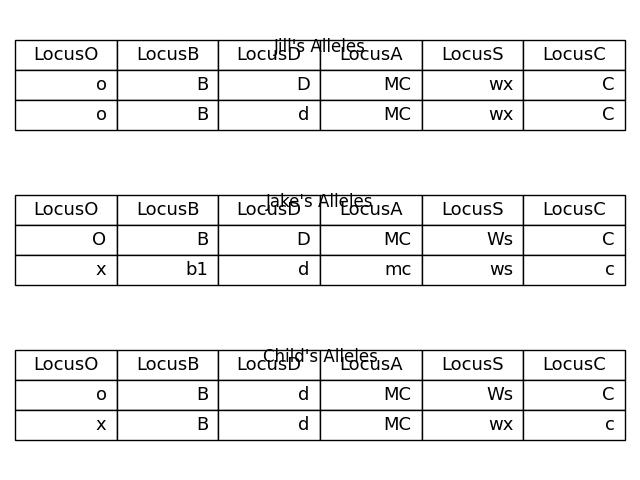 Jill's Alleles
LocusO LocusB LocusD LocusA LocusS LocusC
o B D MC wx C
o B d MC wx C
Jake's Alleles
LocusO LocusB LocusD LocusA LocusS LocusC
O B D MC Ws C
x b1 d mc ws c
Child's Alleles
LocusO LocusB LocusD LocusA LocusS LocusC
o B d MC Ws C
x B d MC wx c